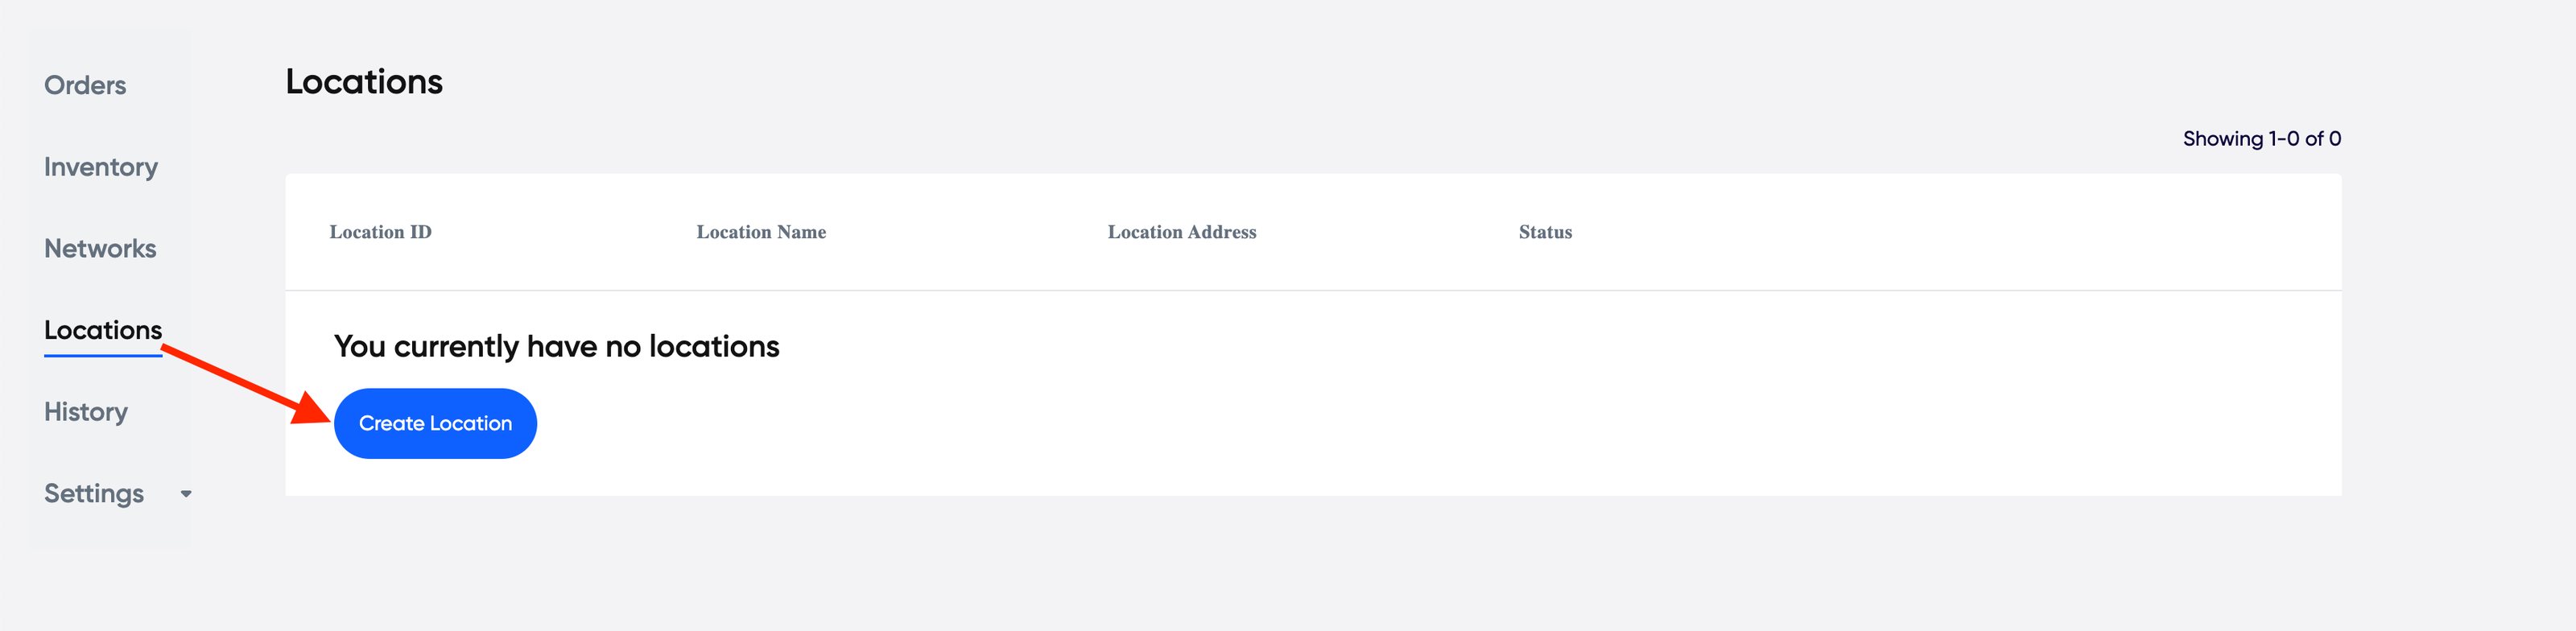 Orders
Inventory
Networks
Locations
History
Settings
Locations
Showing 1-0 of 0
Location ID Location Name Location Address Status
You currently have no locations
Create Location